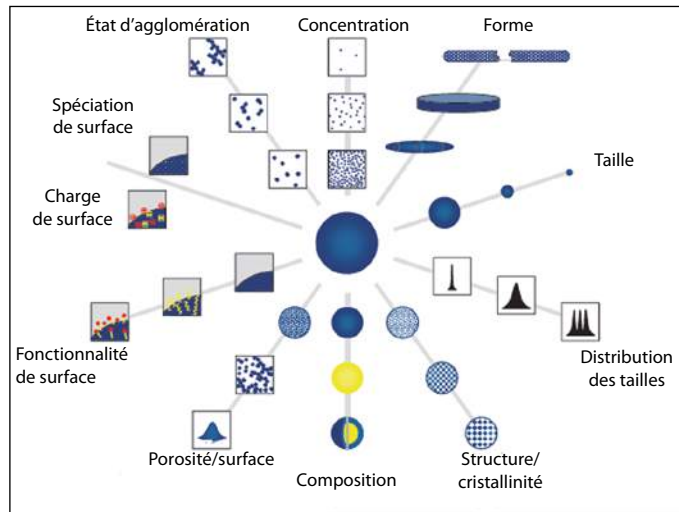 État d’agglomération
Concentration
Forme
Spéciation
de surface
Taille
Charge
de surface
Fonctionnalité
de surface
Distribution
des tailles
Porosité/surface
Composition
Structure/
cristallinité